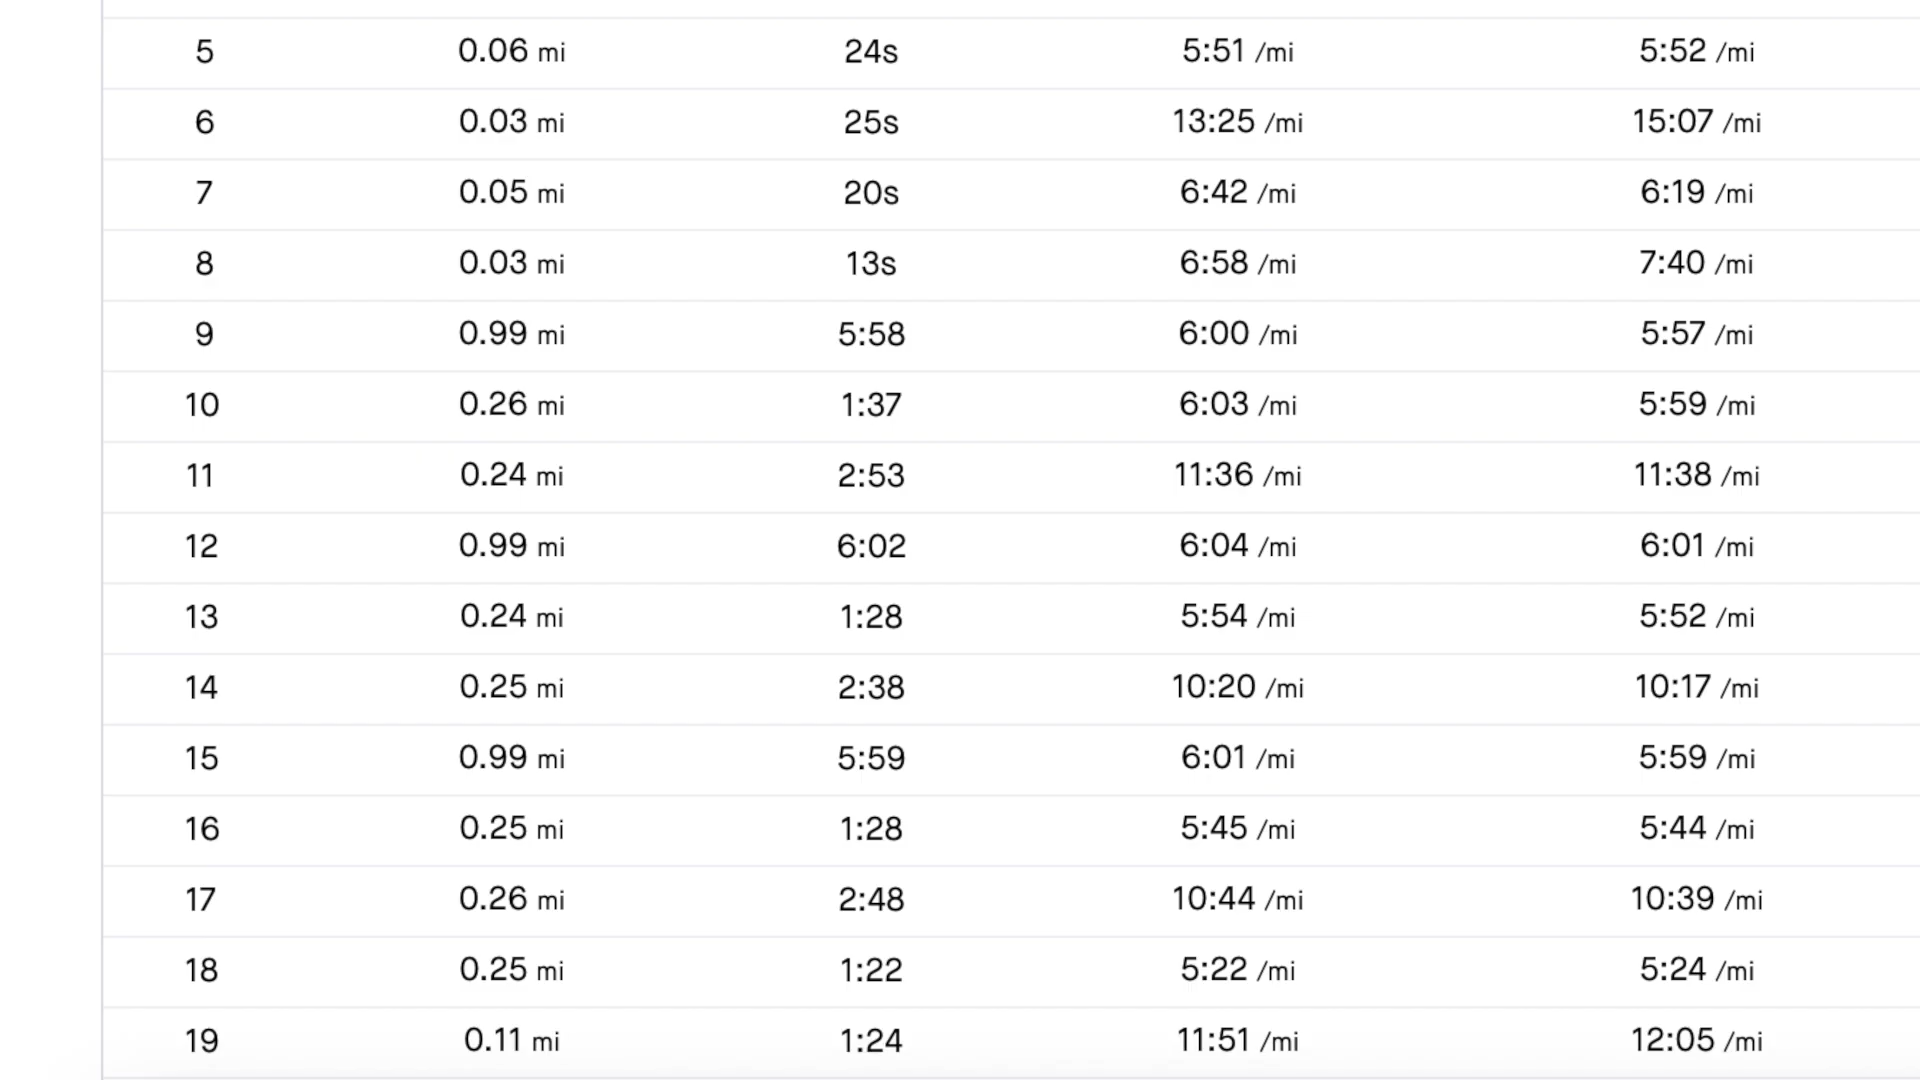 5 0.06 mi 24s 5:51 /mi 5:52 /mi
6 0.03 mi 25s 13:25 /mi 15:07 /mi
7 0.05 mi 20s 6:42 /mi 6:19 /mi
8 0.03 mi 13s 6:58 /mi 7:40 /mi
9 0.99 mi 5:58 6:00 /mi 5:57 /mi
10 0.26 mi 1:37 6:03 /mi 5:59 /mi
11 0.24 mi 2:53 11:36 /mi 11:38 /mi
12 0.99 mi 6:02 6:04 /mi 6:01 /mi
13 0.24 mi 1:28 5:54 /mi 5:52 /mi
14 0.25 mi 2:38 10:20 /mi 10:17 /mi
15 0.99 mi 5:59 6:01 /mi 5:59 /mi
16 0.25 mi 1:28 5:45 /mi 5:44 /mi
17 0.26 mi 2:48 10:44 /mi 10:39 /mi
18 0.25 mi 1:22 5:22 /mi 5:24 /mi
19 0.11 mi 1:24 11:51 /mi 12:05 /mi